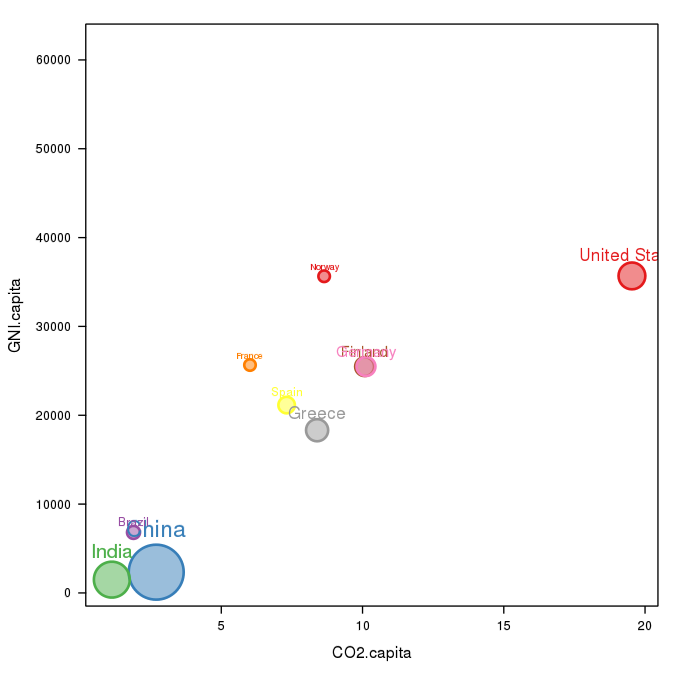 60000
50000
40000
30000
20000
10000
0
GNI.capita
United Sta
Norway
Finland
Germany
France
Spain
Greece
Brazil
China
India
5
10
15
20
CO2.capita